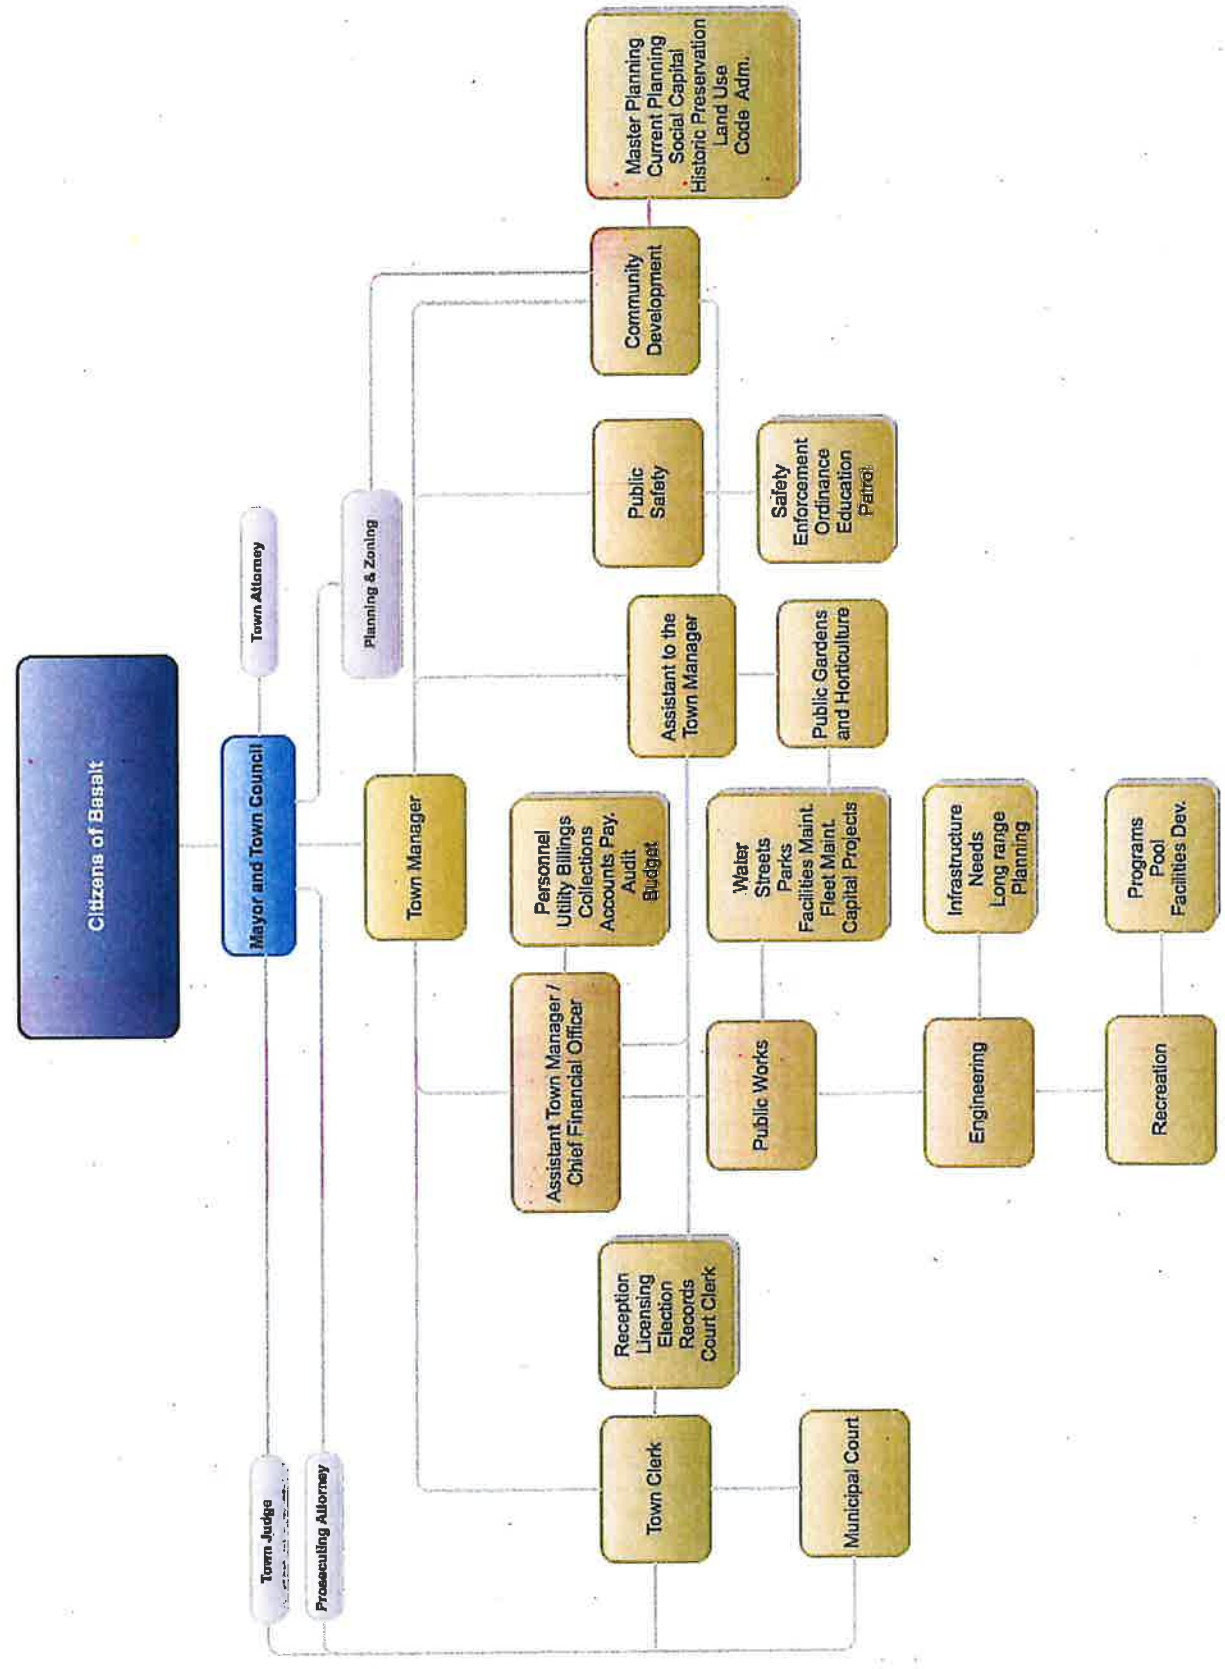 Citizens of Basalt
Mayor and Town Council
Town Attorney
Town Judge
Prosecuting Attorney
Planning & Zoning
Town Manager
Town Clerk
Reception
Licensing
Election
Records
Court Clerk
Municipal Court
Assistant Town Manager /
Chief Financial Officer
Personnel
Utility Billings
Collections
Accounts Pay.
Audit
Budget
Public Works
Water
Streets
Parks
Facilities Maint.
Fleet Maint.
Capital Projects
Engineering
Infrastructure
Needs
Long range
Planning
Recreation
Programs
Pool
Facilities Dev.
Assistant to the
Town Manager
Public Gardens
and Horticulture
Public
Safety
Safety
Enforcement
Ordinance
Education
Patrol
Community
Development
Master Planning
Current Planning
Social Capital
Historic Preservation
Land Use
Code Adm.